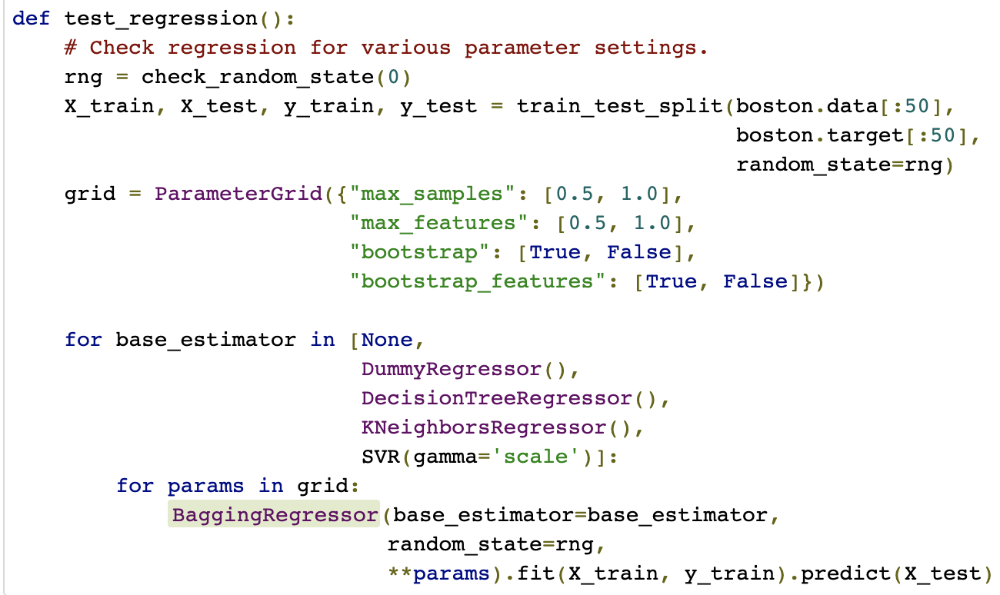 def test_regression():
    # Check regression for various parameter settings.
    rng = check_random_state(0)
    X_train, X_test, y_train, y_test = train_test_split(boston.data[:50],
                                                        boston.target[:50],
                                                        random_state=rng)
    grid = ParameterGrid({"max_samples": [0.5, 1.0],
                          "max_features": [0.5, 1.0],
                          "bootstrap": [True, False],
                          "bootstrap_features": [True, False]})

    for base_estimator in [None,
                           DummyRegressor(),
                           DecisionTreeRegressor(),
                           KNeighborsRegressor(),
                           SVR(gamma='scale')]:
        for params in grid:
            BaggingRegressor(base_estimator=base_estimator,
                             random_state=rng,
                             **params).fit(X_train, y_train).predict(X_test)